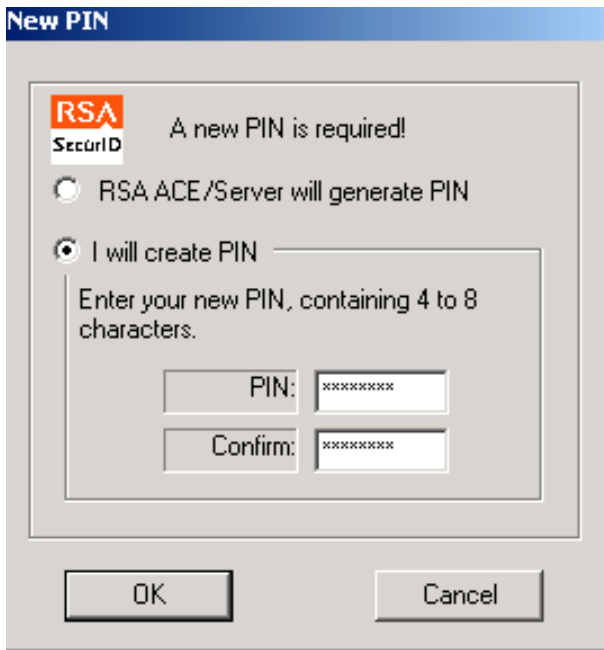 New PIN
RSA
SecurID
A new PIN is required!
RSA ACE/Server will generate PIN
I will create PIN
Enter your new PIN, containing 4 to 8
characters.
PIN: ********
Confirm: ********
OK Cancel